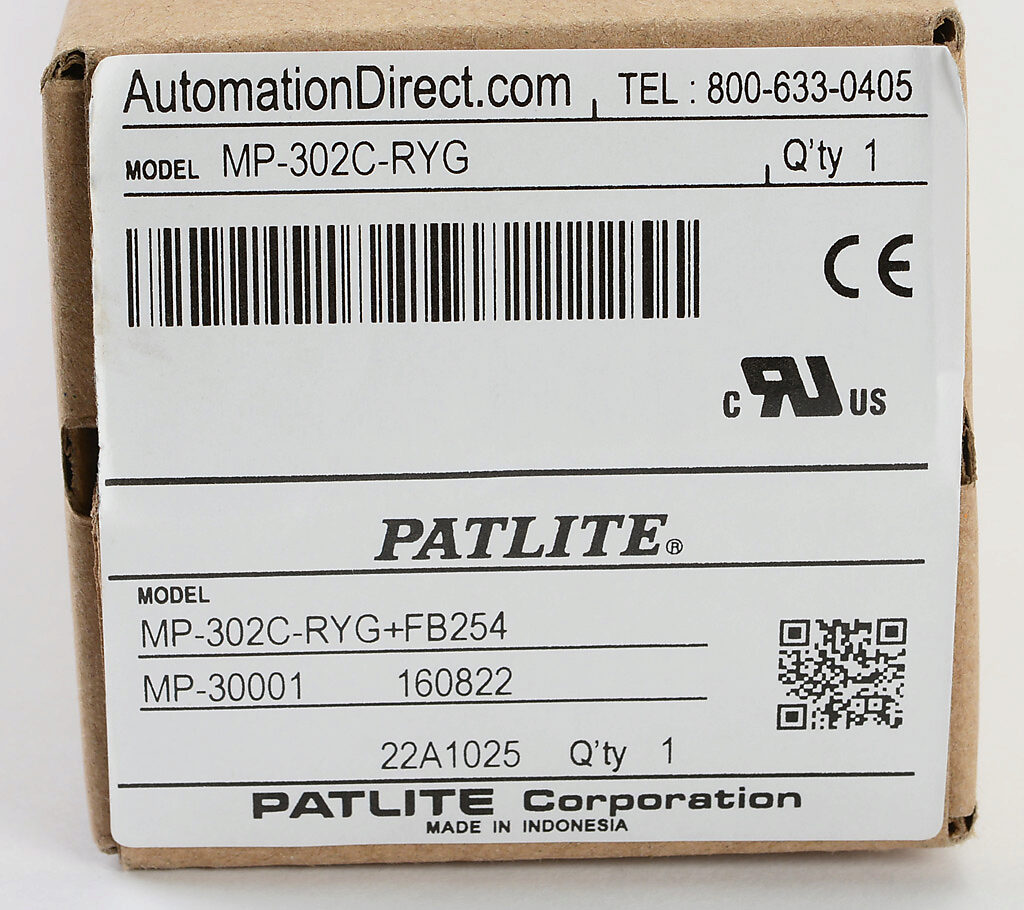 AutomationDirect.com TEL : 800-633-0405
MODEL MP-302C-RYG Q'ty 1
CE
C RU US
PATLITE®
MODEL
MP-302C-RYG+FB254
MP-30001 160822
22A1025 Q'ty 1
PATLITE Corporation
MADE IN INDONESIA